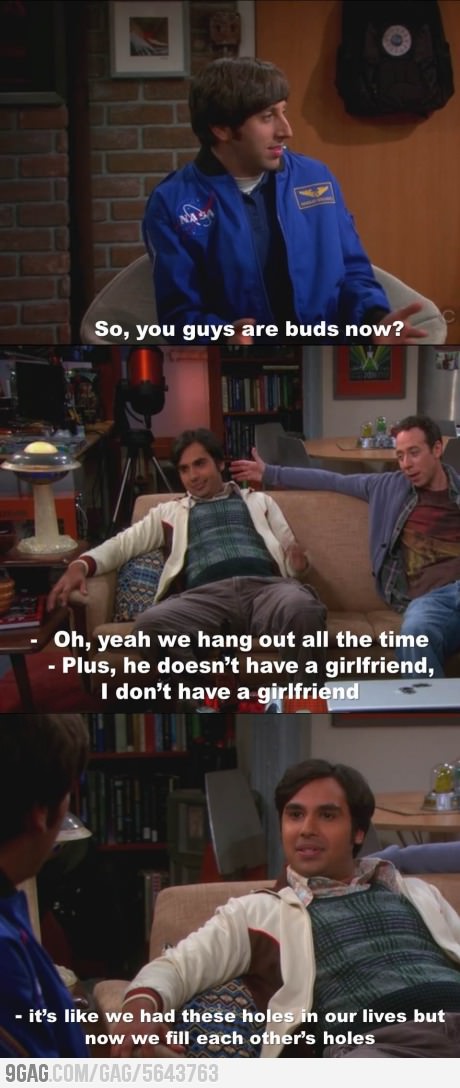 NASA
So, you guys are buds now?
- Oh, yeah we hang out all the time
- Plus, he doesn't have a girlfriend,
I don't have a girlfriend
- it's like we had these holes in our lives but
now we fill each other's holes
9GAG.COM/GAG/5643763